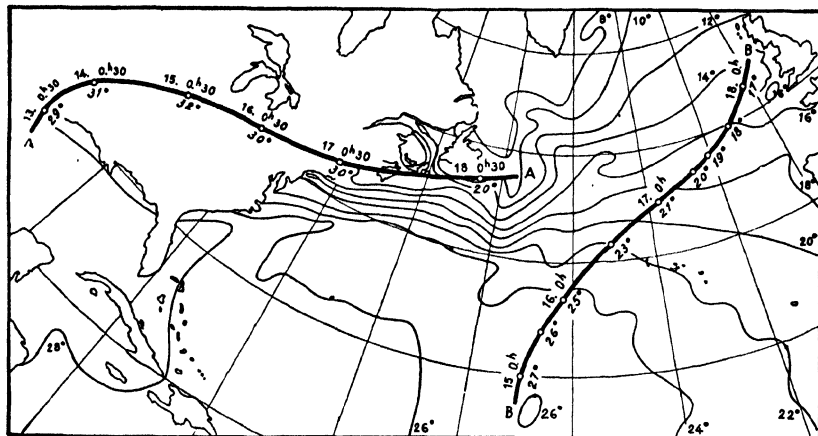 8°
10°
12°
B
14°
16°
18°
20°
22°
24°
26°
26°
28°
A
13. 0ʰ30
29°
14. 0ʰ30
31°
15. 0ʰ30
32°
16. 0ʰ30
30°
17 0ʰ30
30°
18 0ʰ30
20°
A
18. 0ʰ
17°
18°
19°
20°
17. 0ʰ
21°
23°
16. 0ʰ
25°
26°
15 0ʰ
27°
B